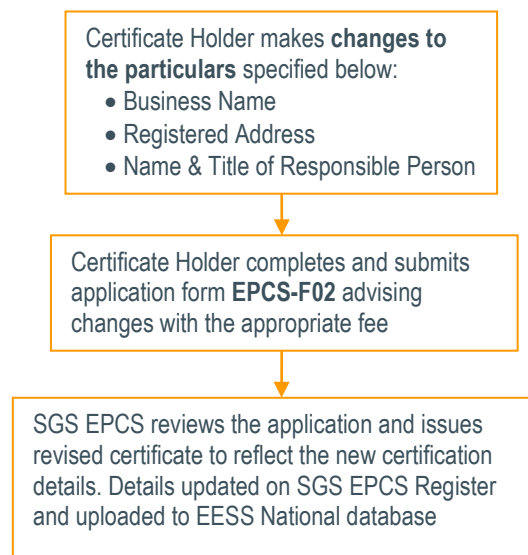 Certificate Holder makes changes to
the particulars specified below:
• Business Name
• Registered Address
• Name & Title of Responsible Person
Certificate Holder completes and submits
application form EPCS-F02 advising
changes with the appropriate fee
SGS EPCS reviews the application and issues
revised certificate to reflect the new certification
details. Details updated on SGS EPCS Register
and uploaded to EESS National database